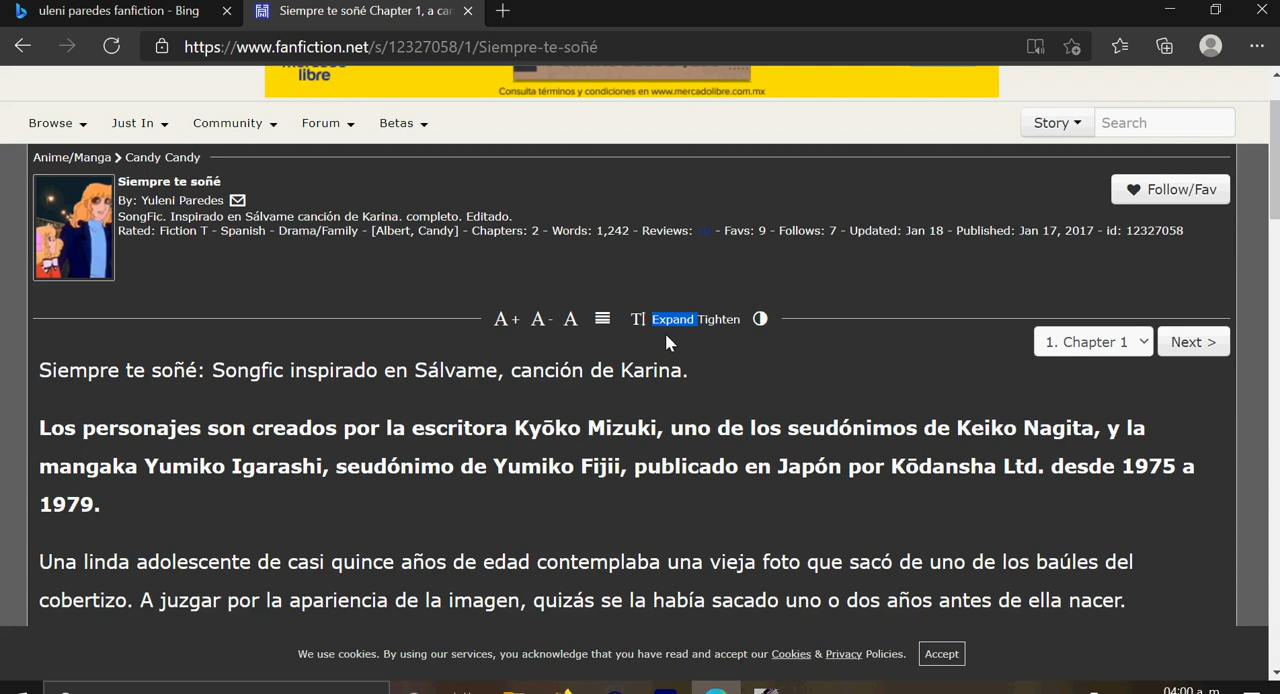 uleni paredes fanfiction - Bing
Siempre te soñé Chapter 1, a can
https://www.fanfiction.net/s/12327058/1/Siempre-te-soñé
libre
Consulta términos y condiciones en www.mercadolibre.com.mx
Browse Just In Community Forum Betas
Story Search
Anime/Manga Candy Candy
Siempre te soñé
By: Yuleni Paredes
SongFic. Inspirado en Sálvame canción de Karina. completo. Editado.
Rated: Fiction T - Spanish - Drama/Family - [Albert, Candy] - Chapters: 2 - Words: 1,242 - Reviews: - Favs: 9 - Follows: 7 - Updated: Jan 18 - Published: Jan 17, 2017 - id: 12327058
Follow/Fav
A+ A- A Expand Tighten
1. Chapter 1 Next >
Siempre te soñé: Songfic inspirado en Sálvame, canción de Karina.
Los personajes son creados por la escritora Kyōko Mizuki, uno de los seudónimos de Keiko Nagita, y la
mangaka Yumiko Igarashi, seudónimo de Yumiko Fijii, publicado en Japón por Kōdansha Ltd. desde 1975 a
1979.
Una linda adolescente de casi quince años de edad contemplaba una vieja foto que sacó de uno de los baúles del
cobertizo. A juzgar por la apariencia de la imagen, quizás se la había sacado uno o dos años antes de ella nacer.
We use cookies. By using our services, you acknowledge that you have read and accept our Cookies & Privacy Policies. Accept
04:00 a. m.